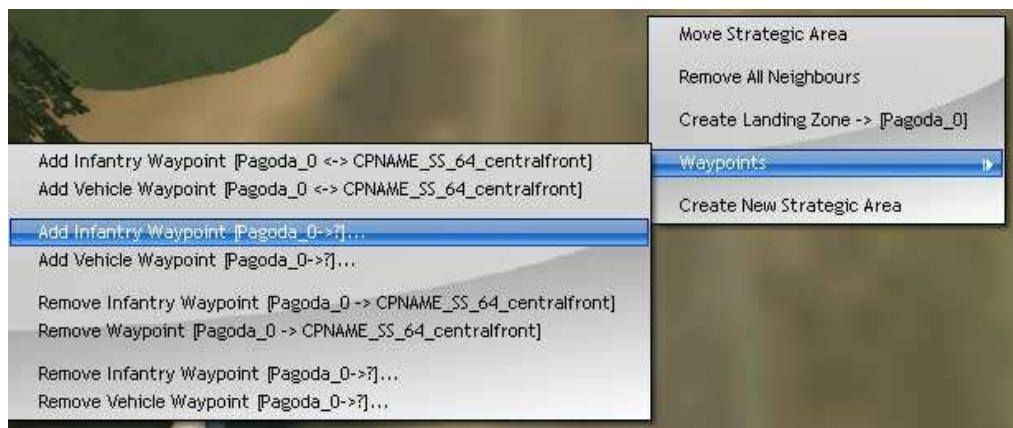 Move Strategic Area
Remove All Neighbours
Create Landing Zone -> [Pagoda_0]
Waypoints
Create New Strategic Area
Add Infantry Waypoint [Pagoda_0 <-> CPNAME_SS_64_centralfront]
Add Vehicle Waypoint [Pagoda_0 <-> CPNAME_SS_64_centralfront]
Add Infantry Waypoint [Pagoda_0->?]...
Add Vehicle Waypoint [Pagoda_0->?]...
Remove Infantry Waypoint [Pagoda_0 -> CPNAME_SS_64_centralfront]
Remove Waypoint [Pagoda_0 -> CPNAME_SS_64_centralfront]
Remove Infantry Waypoint [Pagoda_0->?]...
Remove Vehicle Waypoint [Pagoda_0->?]...